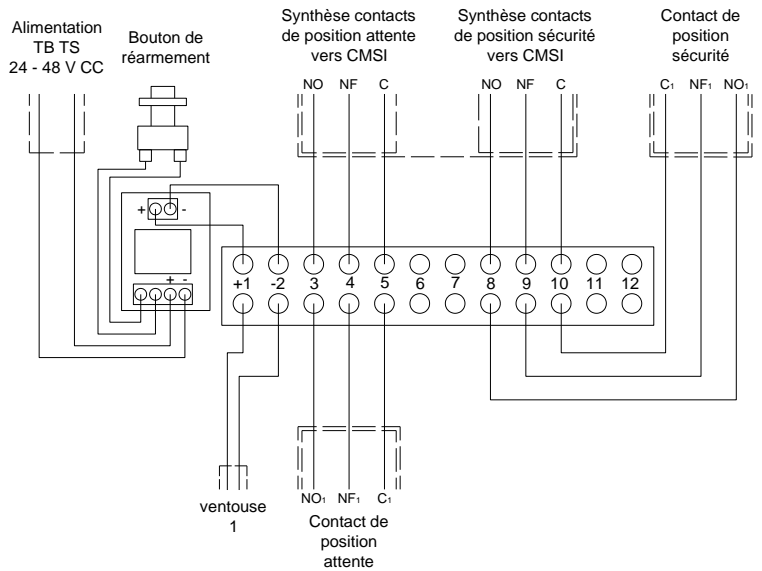 Alimentation
TB TS
24 - 48 V CC
Bouton de
réarmement
Synthèse contacts
de position attente
vers CMSI
Synthèse contacts
de position sécurité
vers CMSI
Contact de
position
sécurité
NO NF C
NO NF C
C1 NF1 NO1
+ -
+ -
+1 -2 3 4 5 6 7 8 9 10 11 12
ventouse
1
NO1 NF1 C1
Contact de
position
attente